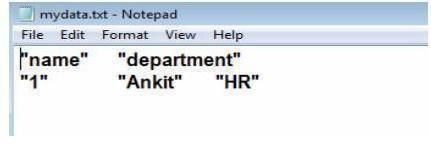 mydata.txt - Notepad
File Edit Format View Help
"name" "department"
"1" "Ankit" "HR"